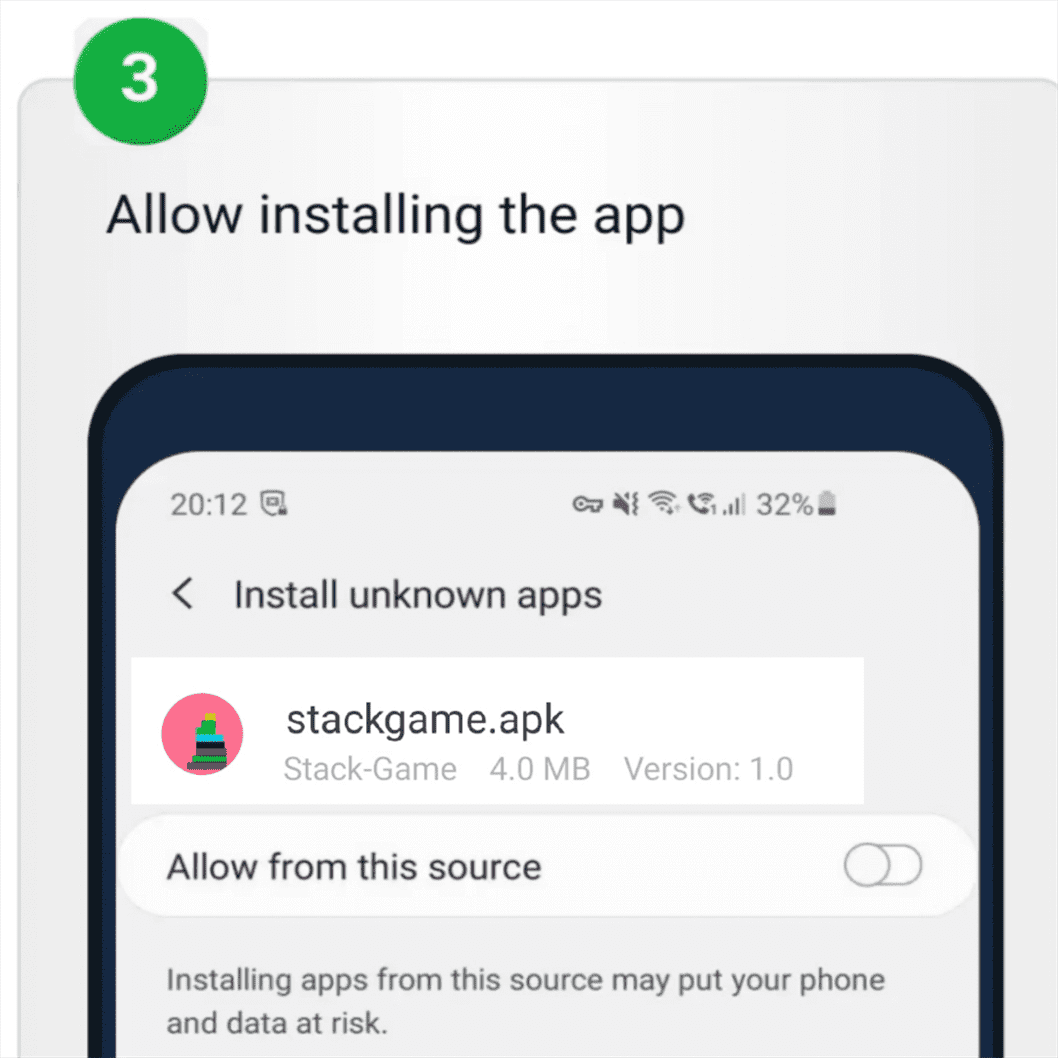 3
Allow installing the app
20:12 32%
Install unknown apps
stackgame.apk
Stack-Game 4.0 MB Version: 1.0
Allow from this source
Installing apps from this source may put your phone
and data at risk.